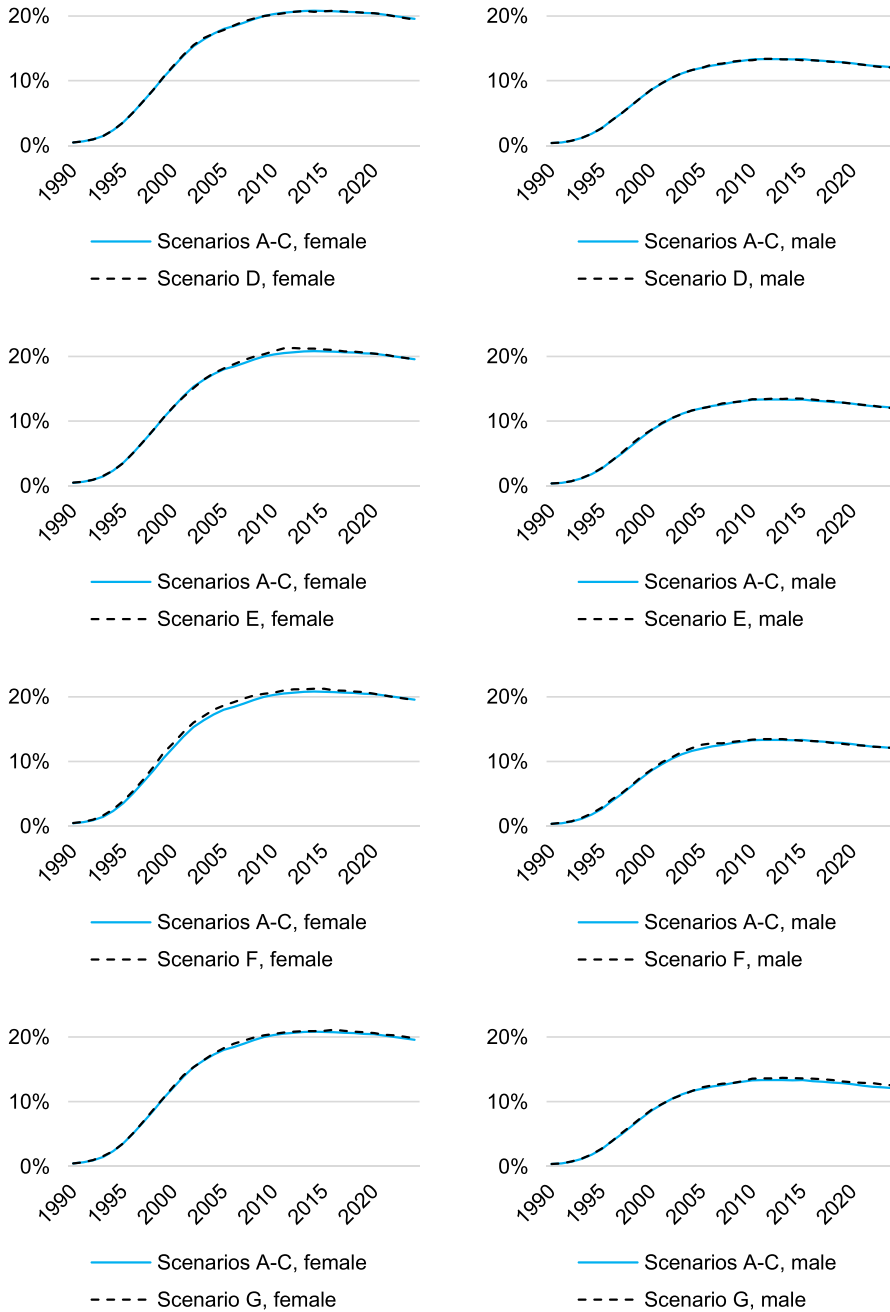 20%
10%
0%
1990 1995 2000 2005 2010 2015 2020
Scenarios A-C, female
Scenario D, female
20%
10%
0%
1990 1995 2000 2005 2010 2015 2020
Scenarios A-C, male
Scenario D, male
20%
10%
0%
1990 1995 2000 2005 2010 2015 2020
Scenarios A-C, female
Scenario E, female
20%
10%
0%
1990 1995 2000 2005 2010 2015 2020
Scenarios A-C, male
Scenario E, male
20%
10%
0%
1990 1995 2000 2005 2010 2015 2020
Scenarios A-C, female
Scenario F, female
20%
10%
0%
1990 1995 2000 2005 2010 2015 2020
Scenarios A-C, male
Scenario F, male
20%
10%
0%
1990 1995 2000 2005 2010 2015 2020
Scenarios A-C, female
Scenario G, female
20%
10%
0%
1990 1995 2000 2005 2010 2015 2020
Scenarios A-C, male
Scenario G, male